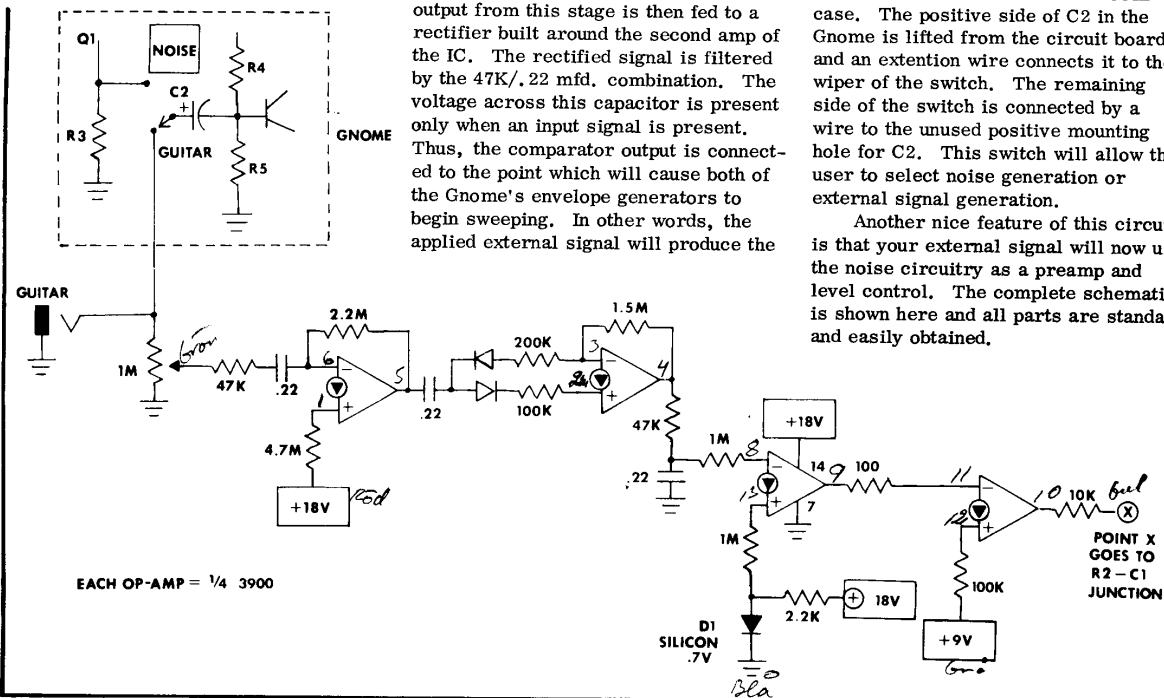 output from this stage is then fed to a
rectifier built around the second amp of
the IC. The rectified signal is filtered
by the 47K/.22 mfd. combination. The
voltage across this capacitor is present
only when an input signal is present.
Thus, the comparator output is connect-
ed to the point which will cause both of
the Gnome's envelope generators to
begin sweeping. In other words, the
applied external signal will produce the
case. The positive side of C2 in the
Gnome is lifted from the circuit board
and an extention wire connects it to the
wiper of the switch. The remaining
side of the switch is connected by a
wire to the unused positive mounting
hole for C2. This switch will allow th
user to select noise generation or
external signal generation.
Another nice feature of this circu
is that your external signal will now u
the noise circuitry as a preamp and
level control. The complete schemati
is shown here and all parts are standa
and easily obtained.
Q1
NOISE
R4
C2
+
R3
GUITAR
R5
GNOME
GUITAR
1M
47K
.22
2.2M
6
-
5
1
+
4.7M
+18V
.22
200K
100K
1.5M
3
-
4
2
+
47K
.22
1M
8
-
+18V
14
9
100
13
+
7
1M
2.2K
+ 18V
D1
SILICON
.7V
Bla
11
-
10
10K
X
12
+
100K
+9V
POINT X
GOES TO
R2-C1
JUNCTION
EACH OP-AMP = 1/4 3900